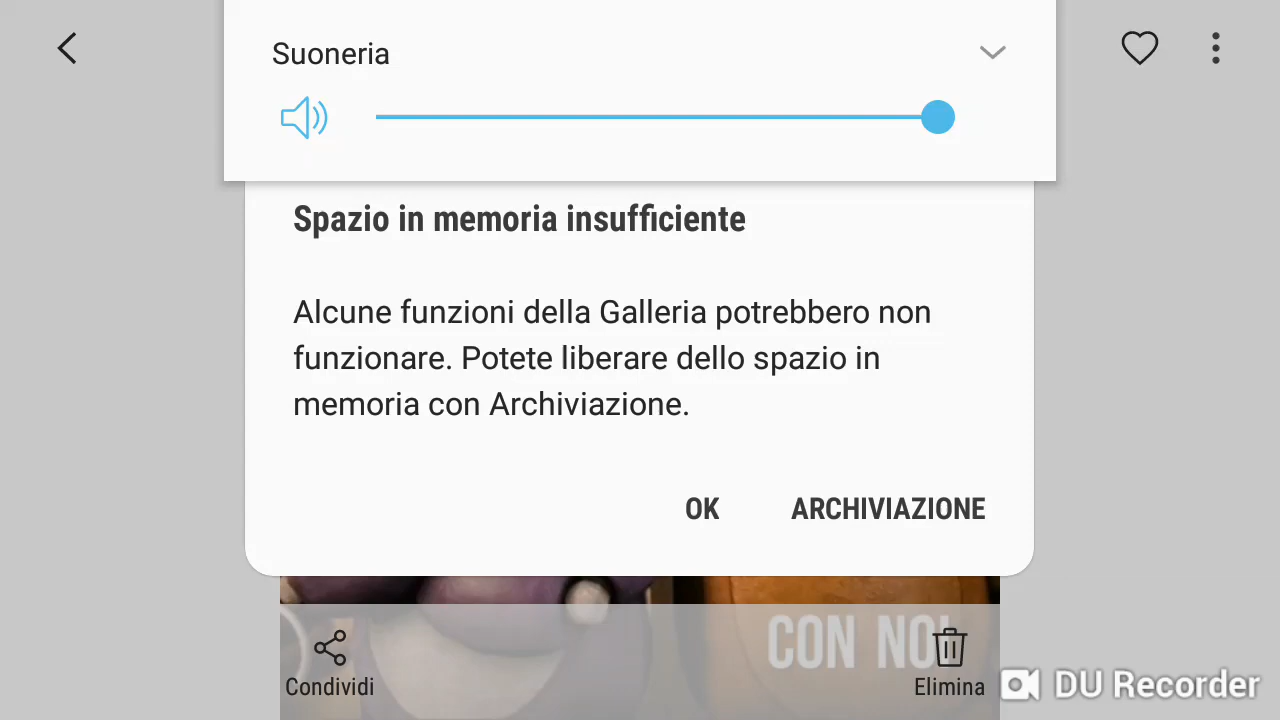 Suoneria
Spazio in memoria insufficiente
Alcune funzioni della Galleria potrebbero non
funzionare. Potete liberare dello spazio in
memoria con Archiviazione.
OK ARCHIVIAZIONE
CON NOI
Condividi
Elimina
DU Recorder